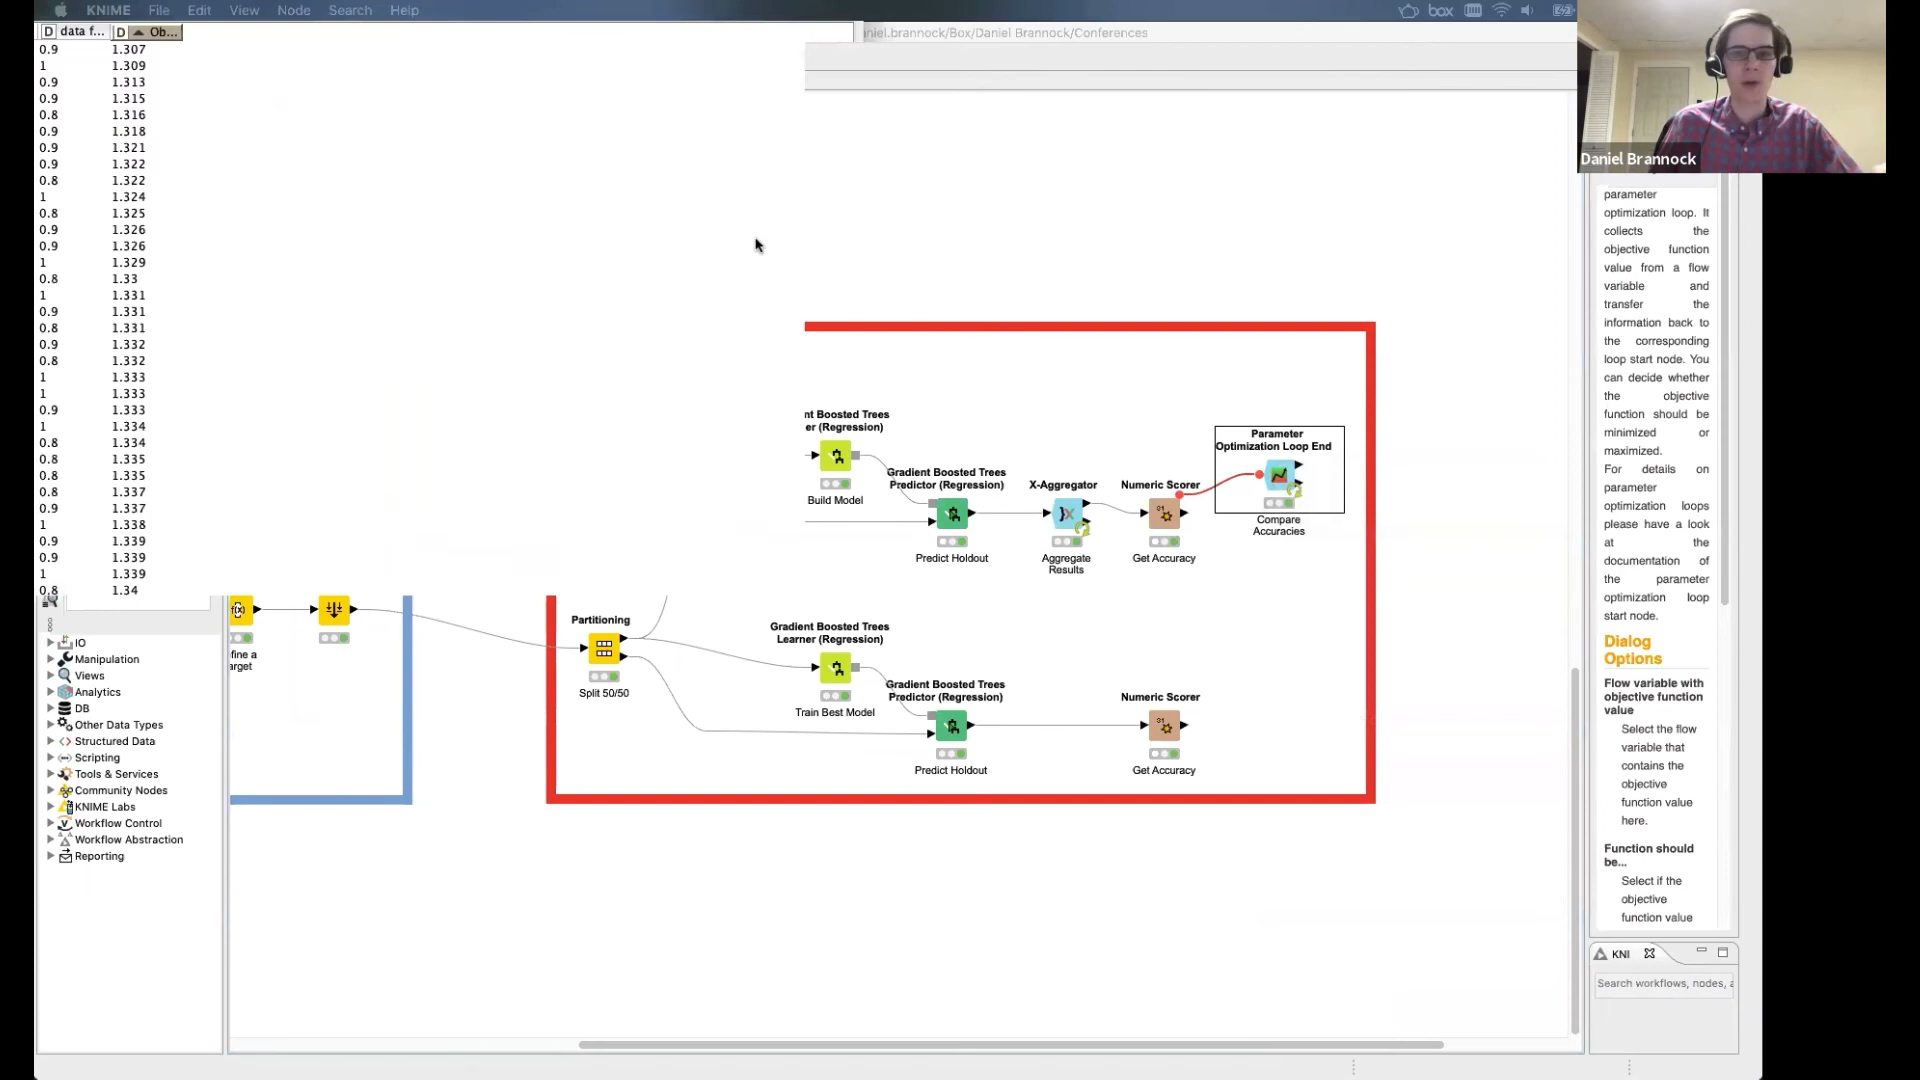 KNIME File Edit View Node Search Help
box
D data f... D Ob...
niel.brannock/Box/Daniel Brannock/Conferences
0.9 1.307
1 1.309
0.9 1.313
0.9 1.315
0.8 1.316
0.9 1.318
0.9 1.321
0.9 1.322
0.8 1.322
1 1.324
0.8 1.325
0.9 1.326
0.9 1.326
1 1.329
0.8 1.33
1 1.331
0.9 1.331
0.8 1.331
0.9 1.332
0.8 1.332
1 1.333
1 1.333
0.9 1.333
1 1.334
0.8 1.334
0.8 1.335
0.8 1.335
0.8 1.337
0.9 1.337
1 1.338
0.9 1.339
0.9 1.339
1 1.339
0.8 1.34
IO
Manipulation
Views
Analytics
DB
Other Data Types
Structured Data
Scripting
Tools & Services
Community Nodes
KNIME Labs
Workflow Control
Workflow Abstraction
Reporting
fine a
arget
nt Boosted Trees
er (Regression)
Build Model
Gradient Boosted Trees
Predictor (Regression)
Predict Holdout
X-Aggregator
Aggregate
Results
Numeric Scorer
Get Accuracy
Parameter
Optimization Loop End
Compare
Accuracies
Partitioning
Split 50/50
Gradient Boosted Trees
Learner (Regression)
Train Best Model
Gradient Boosted Trees
Predictor (Regression)
Predict Holdout
Numeric Scorer
Get Accuracy
Daniel Brannock
parameter
optimization loop. It
collects the
objective function
value from a flow
variable and
transfer the
information back to
the corresponding
loop start node. You
can decide whether
the objective
function should be
minimized or
maximized.
For details on
parameter
optimization loops
please have a look
at the
documentation of
the parameter
optimization loop
start node.
Dialog
Options
Flow variable with
objective function
value
Select the flow
variable that
contains the
objective
function value
here.
Function should
be...
Select if the
objective
function value
KNI
Search workflows, nodes, a